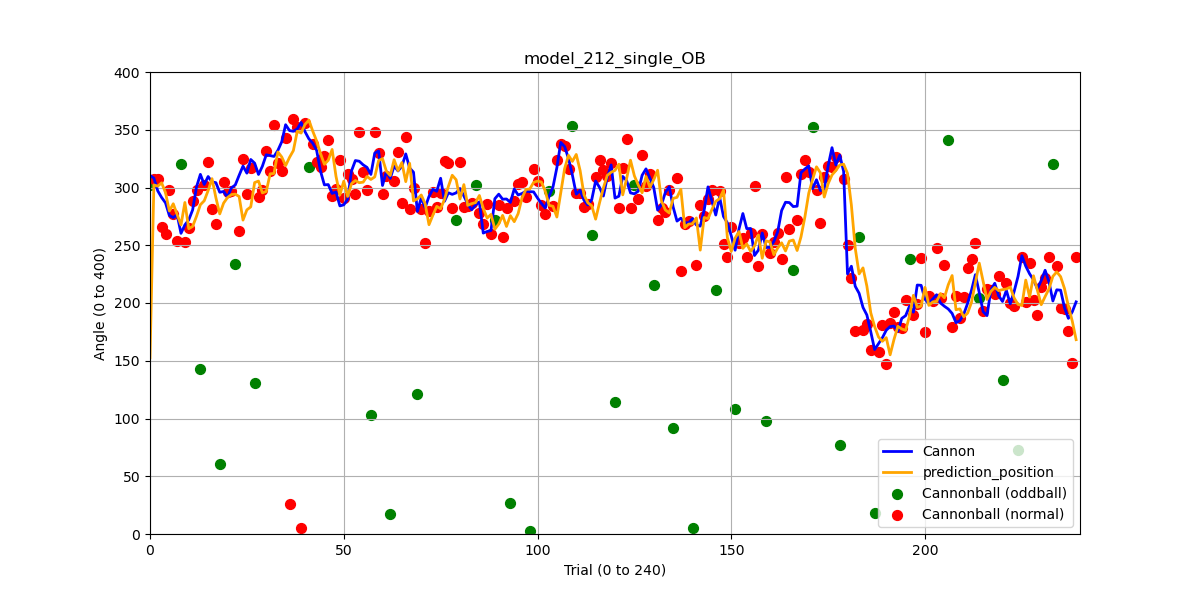 model_212_single_OB
Angle (0 to 400)
400
350
300
250
200
150
100
50
0
0 50 100 150 200
Trial (0 to 240)
Cannon
prediction_position
Cannonball (oddball)
Cannonball (normal)